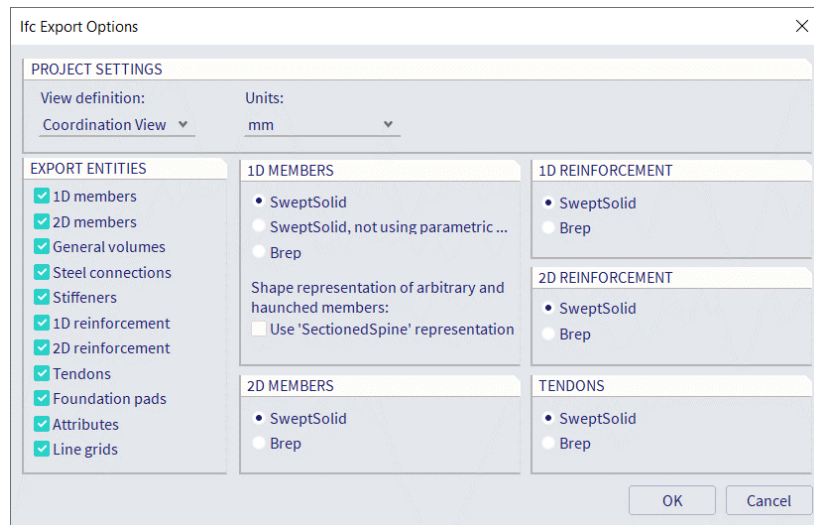 Ifc Export Options
PROJECT SETTINGS
View definition:
Units:
Coordination View
mm
EXPORT ENTITIES
1D members
2D members
General volumes
Steel connections
Stiffeners
1D reinforcement
2D reinforcement
Tendons
Foundation pads
Attributes
Line grids
1D MEMBERS
SweptSolid
SweptSolid, not using parametric ...
Brep
Shape representation of arbitrary and
haunched members:
Use 'SectionedSpine' representation
2D MEMBERS
SweptSolid
Brep
1D REINFORCEMENT
SweptSolid
Brep
2D REINFORCEMENT
SweptSolid
Brep
TENDONS
SweptSolid
Brep
OK
Cancel